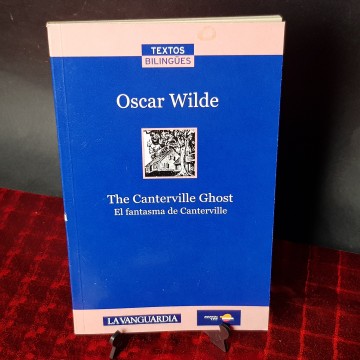 TEXTOS
BILINGÜES
Oscar Wilde
The Canterville Ghost
El fantasma de Canterville
LA VANGUARDIA